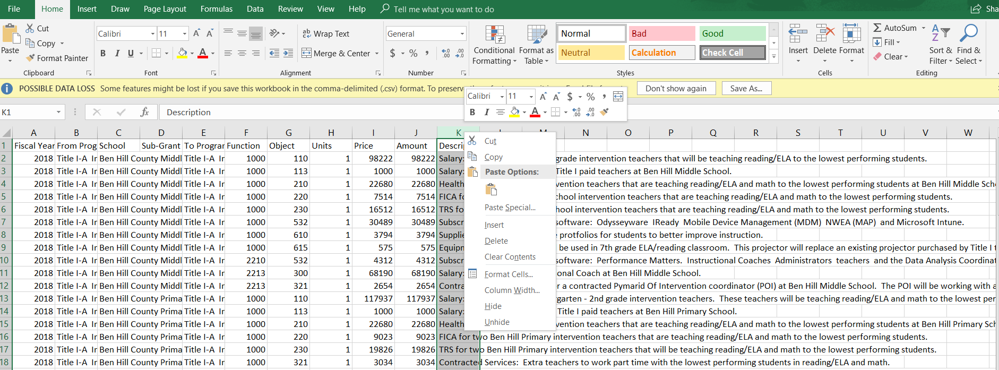 File Home Insert Draw Page Layout Formulas Data Review View Help Tell me what you want to do Sha
Paste Cut Copy Format Painter Clipboard
Calibri 11 A A B I U A Font
ab Wrap Text Merge & Center Alignment
General $ % , .00 .00 Number
Conditional Formatting Format as Table Normal Bad Good Neutral Calculation Check Cell Styles
Insert Delete Format Cells
AutoSum Fill Clear Sort & Filter Find & Select Editing
POSSIBLE DATA LOSS Some features might be lost if you save this workbook in the comma-delimited (.csv) format. To preserve Don't show again Save As...
Calibri 11 A A $ % ,
B I A
K1 fx Description
A B C D E F G H I J K N O P Q R S T U V W
1 Fiscal Year From Prog School Sub-Grant To Program Function Object Units Price Amount Descrip
2 2018 Title I-A Ir Ben Hill County Middl Title I-A Ir 1000 110 1 98222 98222 Salary: grade intervention teachers that will be teaching reading/ELA to the lowest performing students.
3 2018 Title I-A Ir Ben Hill County Middl Title I-A Ir 1000 113 1 1000 1000 Salary: Title I paid teachers at Ben Hill Middle School.
4 2018 Title I-A Ir Ben Hill County Middl Title I-A Ir 1000 210 1 22680 22680 Health vention teachers that are teaching reading/ELA and math to the lowest performing students at Ben Hill Middle Sch
5 2018 Title I-A Ir Ben Hill County Middl Title I-A Ir 1000 220 1 7514 7514 FICA fo chool intervention teachers that are teaching reading/ELA and math to the lowest performing students.
6 2018 Title I-A Ir Ben Hill County Middl Title I-A Ir 1000 230 1 16512 16512 TRS for hool intervention teachers that are teaching reading/ELA and math to the lowest performing students.
7 2018 Title I-A Ir Ben Hill County Middl Title I-A Ir 1000 532 1 30489 30489 Subscr software: Odysseyware IReady Mobile Device Management (MDM) NWEA (MAP) and Microsoft Intune.
8 2018 Title I-A Ir Ben Hill County Middl Title I-A Ir 1000 610 1 3794 3794 Supplie protfolios for students to better improve instruction.
9 2018 Title I-A Ir Ben Hill County Middl Title I-A Ir 1000 615 1 575 575 Equipm be used in 7th grade ELA/reading classroom. This projector will replace an existing projector purchased by Title I t
10 2018 Title I-A Ir Ben Hill County Middl Title I-A Ir 2210 532 1 4312 4312 Subscr software: Performance Matters. Instructional Coaches Administrators teachers and the Data Analysis Coordinat
11 2018 Title I-A Ir Ben Hill County Middl Title I-A Ir 2213 300 1 68190 68190 Salary: onal Coach at Ben Hill Middle School.
12 2018 Title I-A Ir Ben Hill County Middl Title I-A Ir 2213 321 1 2654 2654 Contra r a contracted Pymarid Of Intervention coordinator (POI) at Ben Hill Middle School. The POI will be working with a
13 2018 Title I-A Ir Ben Hill County Prima Title I-A Ir 1000 110 1 117937 117937 Salary: rgarten - 2nd grade intervention teachers. These teachers will be teaching reading/ELA and math to the lowest per
14 2018 Title I-A Ir Ben Hill County Prima Title I-A Ir 1000 113 1 1000 1000 Salary: Title I paid teachers at Ben Hill Primary School.
15 2018 Title I-A Ir Ben Hill County Prima Title I-A Ir 1000 210 1 22680 22680 Health vention teachers that are teaching reading/ELA and math to the lowest performing students at Ben Hill Primary Sch
16 2018 Title I-A Ir Ben Hill County Prima Title I-A Ir 1000 220 1 9023 9023 FICA for two Ben Hill Primary intervention teachers that are teaching reading/ELA and math to the lowest performing students.
17 2018 Title I-A Ir Ben Hill County Prima Title I-A Ir 1000 230 1 19826 19826 TRS for two Ben Hill Primary intervention teachers that will be teaching reading/ELA and math to the lowest performing students.
18 2018 Title I-A Ir Ben Hill County Prima Title I-A Ir 1000 321 1 3034 3034 Contracted Services: Extra teachers to work part time with the lowest performing students in reading/ELA and math.
Cut
Copy
Paste Options:
Paste Special...
Insert
Delete
Clear Contents
Format Cells...
Column Width...
Hide
Unhide